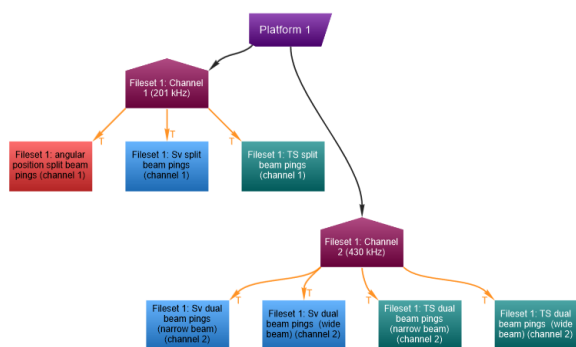 Platform 1
Fileset 1: Channel
1 (201 kHz)
T
T
T
Fileset 1: angular
position split beam
pings (channel 1)
Fileset 1: Sv split
beam pings
(channel 1)
Fileset 1: TS split
beam pings
(channel 1)
Fileset 1: Channel
2 (430 kHz)
T
T
T
T
Fileset 1: Sv dual
beam pings
(narrow beam)
(channel 2)
Fileset 1: Sv dual
beam pings (wide
beam) (channel 2)
Fileset 1: TS dual
beam pings
(narrow beam)
(channel 2)
Fileset 1: TS dual
beam pings (wide
beam) (channel 2)